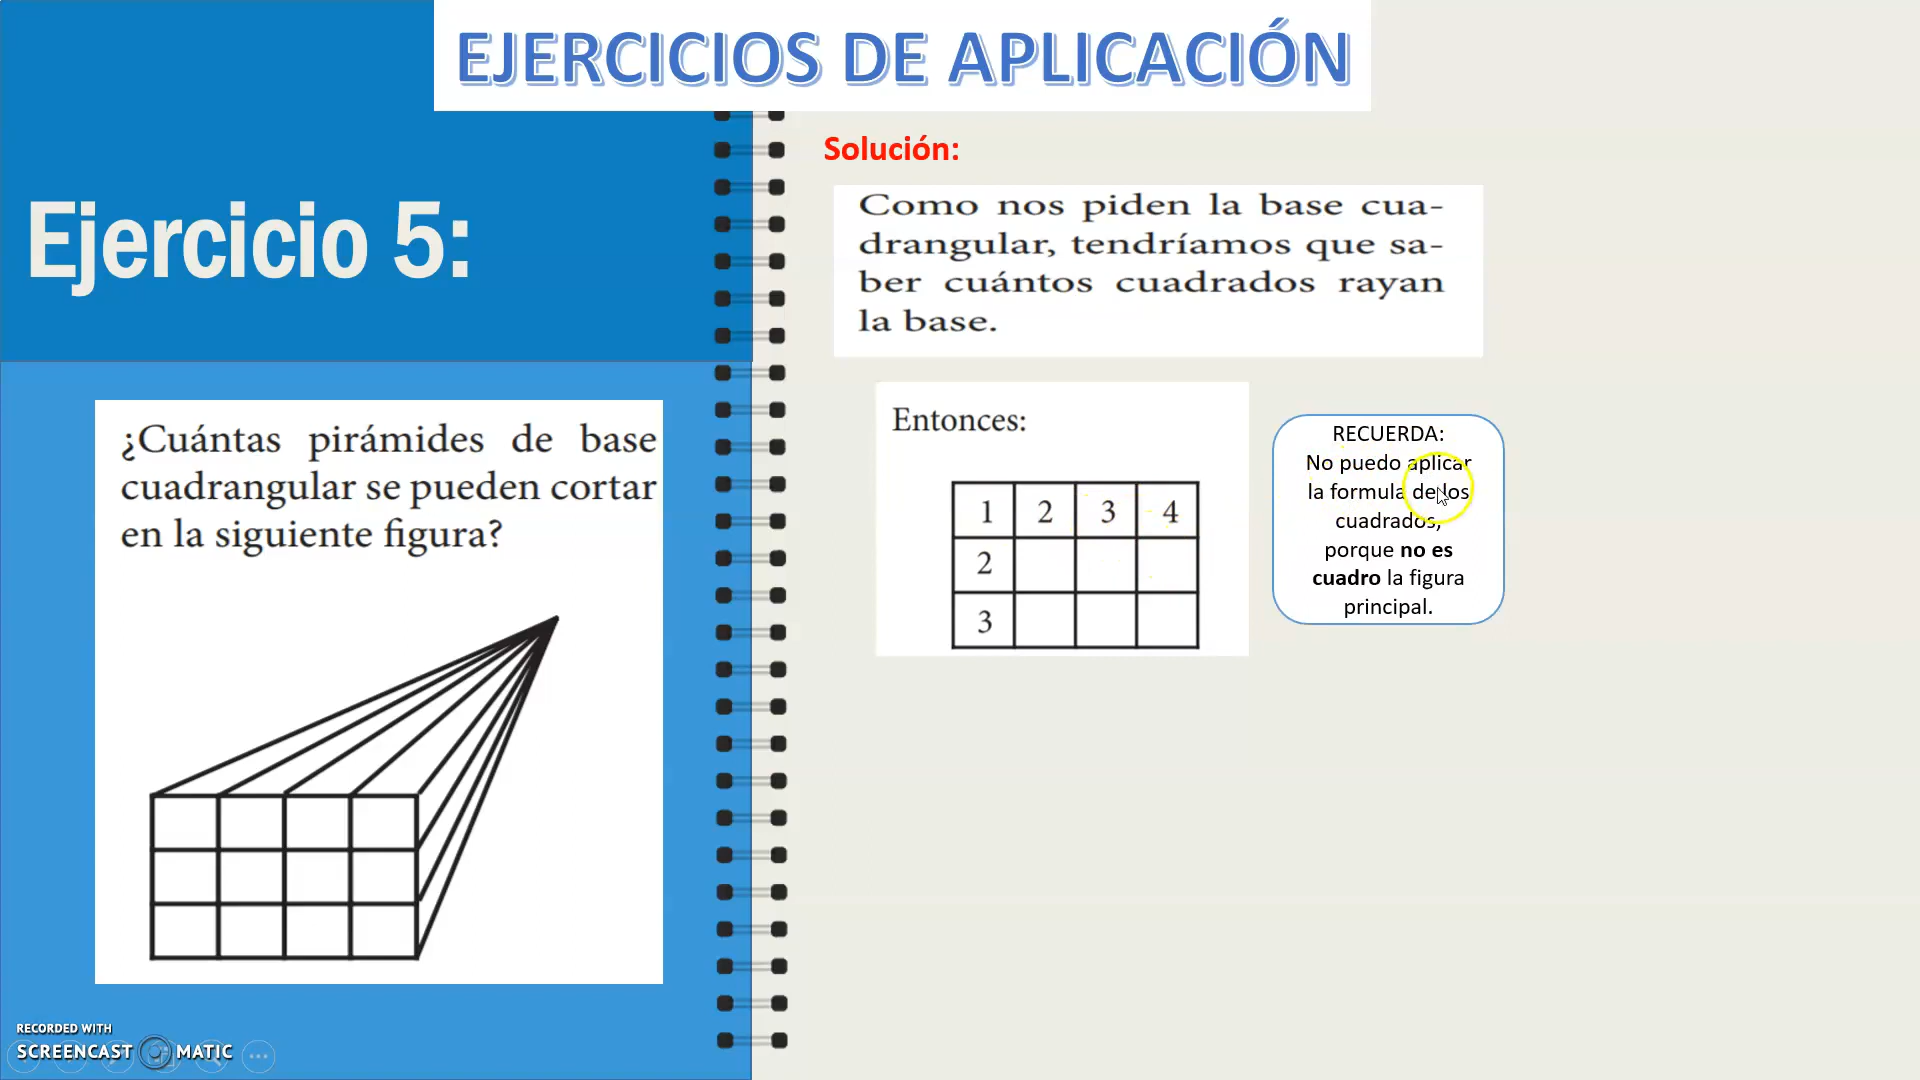 EJERCICIOS DE APLICACIÓN
Ejercicio 5:
¿Cuántas pirámides de base
cuadrangular se pueden cortar
en la siguiente figura?
Solución:
Como nos piden la base cua-
drangular, tendríamos que sa-
ber cuántos cuadrados rayan
la base.
Entonces:
1 2 3 4
2
3
RECUERDA:
No puedo aplicar
la formula de los
cuadrados,
porque no es
cuadro la figura
principal.
RECORDED WITH
SCREENCAST MATIC